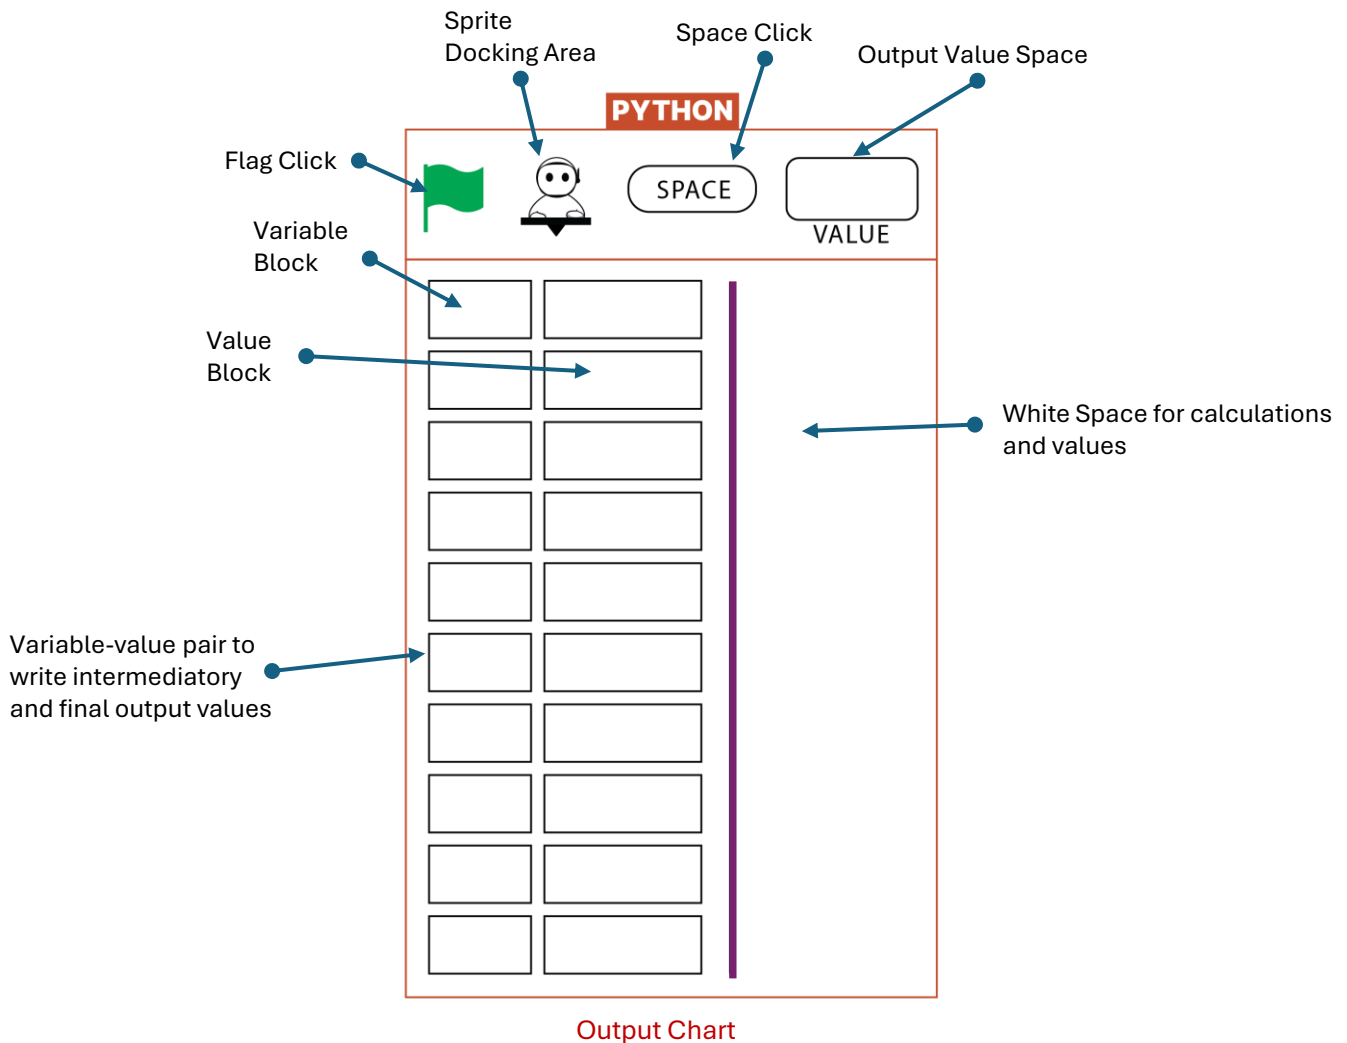 Sprite
Docking Area
Space Click
Output Value Space
PYTHON
Flag Click
SPACE
VALUE
Variable
Block
Value
Block
White Space for calculations
and values
Variable-value pair to
write intermediatory
and final output values
Output Chart